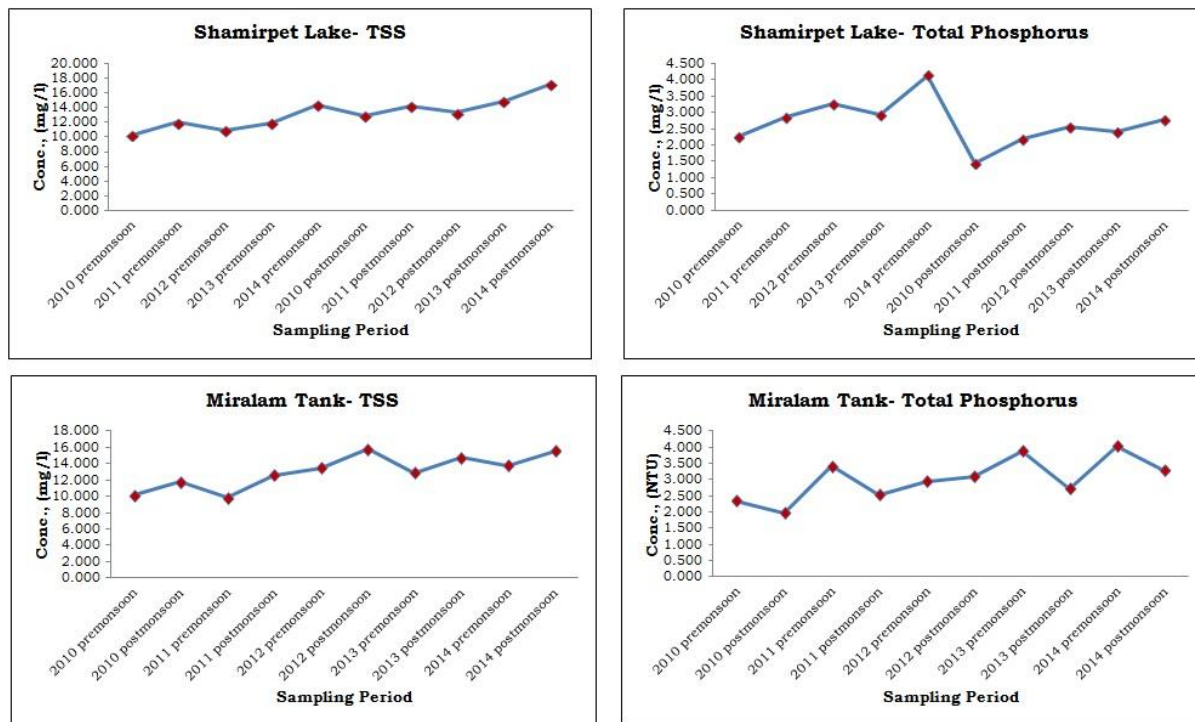 Shamirpet Lake- TSS
Conc., (mg/l)
20.000
18.000
16.000
14.000
12.000
10.000
8.000
6.000
4.000
2.000
0.000
2010 premonsoon
2011 premonsoon
2012 premonsoon
2013 premonsoon
2014 premonsoon
2010 postmonsoon
2011 postmonsoon
2012 postmonsoon
2013 postmonsoon
2014 postmonsoon
Sampling Period
Shamirpet Lake- Total Phosphorus
Conc., (mg/l)
4.500
4.000
3.500
3.000
2.500
2.000
1.500
1.000
0.500
0.000
2010 premonsoon
2011 premonsoon
2012 premonsoon
2013 premonsoon
2014 premonsoon
2010 postmonsoon
2011 postmonsoon
2012 postmonsoon
2013 postmonsoon
2014 postmonsoon
Sampling Period
Miralam Tank- TSS
Conc., (mg/l)
18.000
16.000
14.000
12.000
10.000
8.000
6.000
4.000
2.000
0.000
2010 premonsoon
2010 postmonsoon
2011 premonsoon
2011 postmonsoon
2012 premonsoon
2012 postmonsoon
2013 premonsoon
2013 postmonsoon
2014 premonsoon
2014 postmonsoon
Sampling Period
Miralam Tank- Total Phosphorus
Conc., (NTU)
4.500
4.000
3.500
3.000
2.500
2.000
1.500
1.000
0.500
0.000
2010 premonsoon
2010 postmonsoon
2011 premonsoon
2011 postmonsoon
2012 premonsoon
2012 postmonsoon
2013 premonsoon
2013 postmonsoon
2014 premonsoon
2014 postmonsoon
Sampling Period